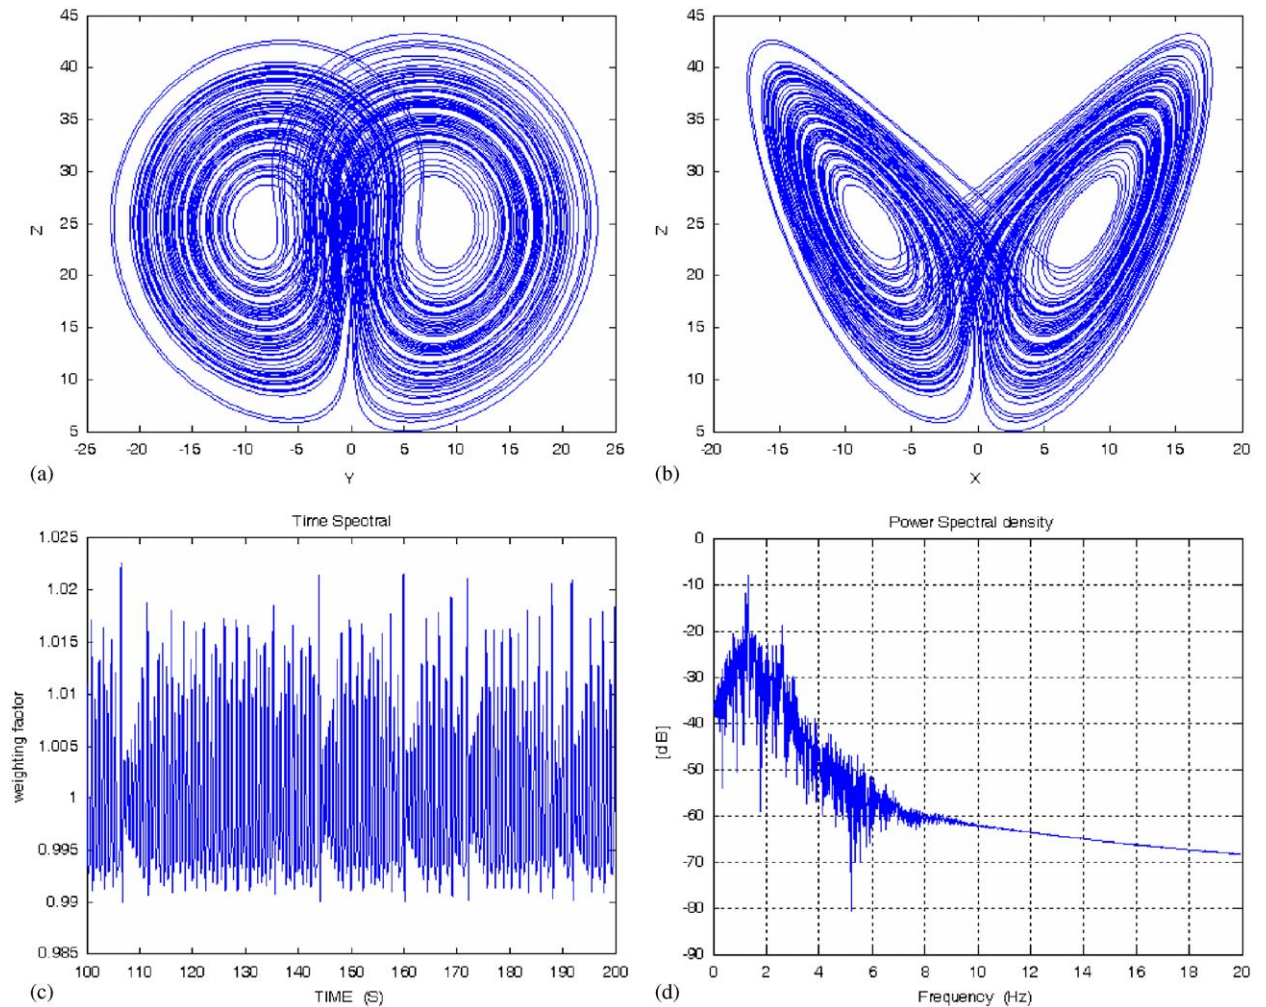 45
40
35
30
25
20
15
10
5
Z
-25 -20 -15 -10 -5 0 5 10 15 20 25
Y
(a)
45
40
35
30
25
20
15
10
5
Z
-20 -15 -10 -5 0 5 10 15 20
X
(b)
Time Spectral
1.025
1.02
1.015
1.01
1.005
1
0.995
0.99
0.985
weighting factor
100 110 120 130 140 150 160 170 180 190 200
TIME (S)
(c)
Power Spectral density
0
-10
-20
-30
-40
-50
-60
-70
-80
-90
[dB]
0 2 4 6 8 10 12 14 16 18 20
Frequency (Hz)
(d)